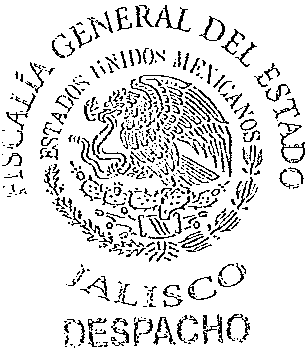 FISCALÍA GENERAL DEL ESTADO
ESTADOS UNIDOS MEXICANOS
JALISCO
DESPACHO